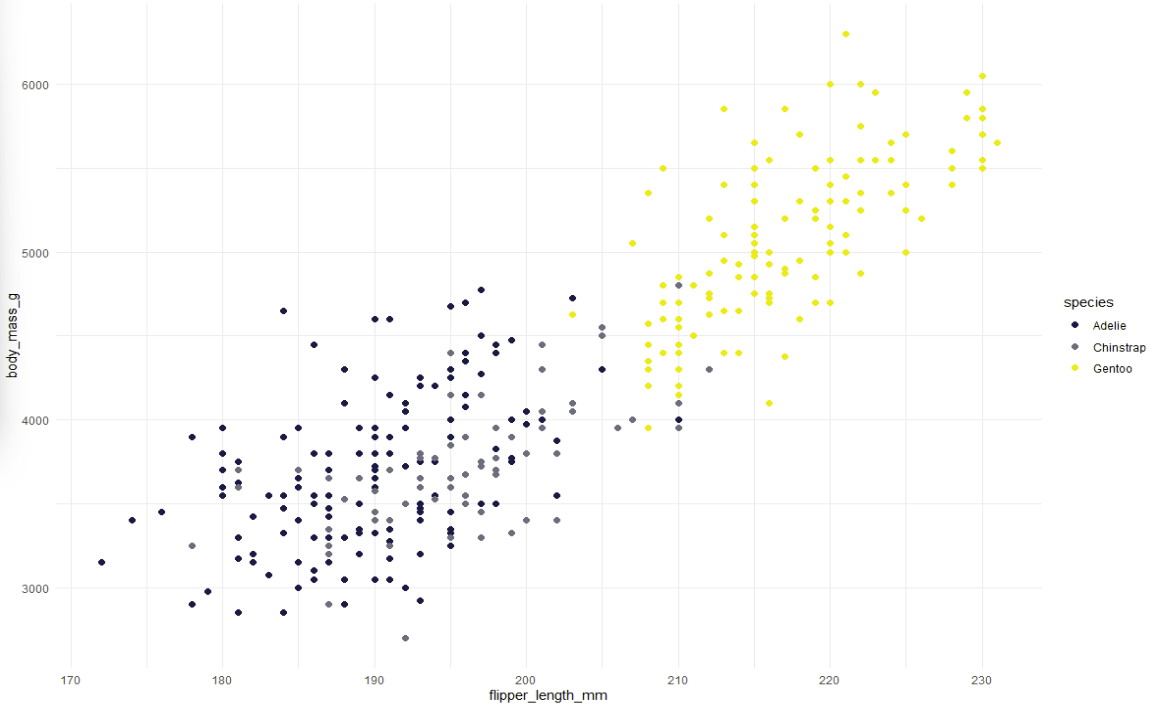 6000
5000
4000
3000
body_mass_g
170 180 190 200 210 220 230
flipper_length_mm
species
Adelie
Chinstrap
Gentoo